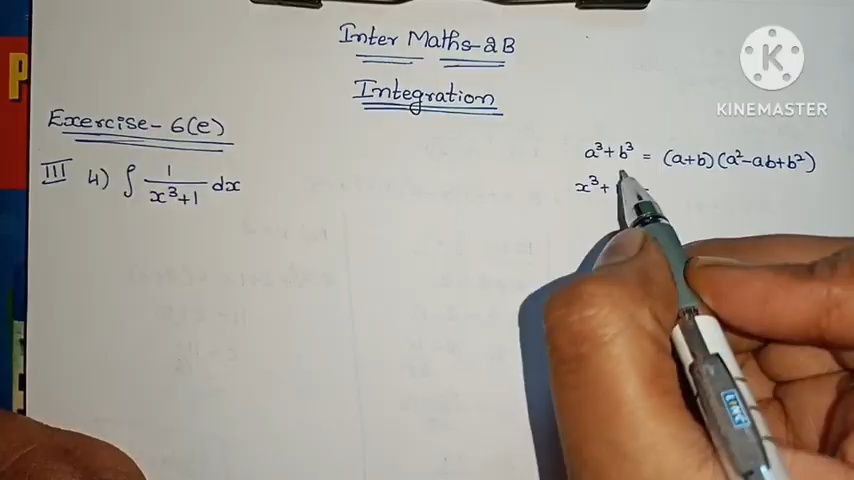 Inter Maths-2B
Integration
K
KINEMASTER
Exercise-6(e)
III 4) ∫ 1/(x³+1) dx
a³+b³ = (a+b)(a²-ab+b²)
x³+
LINC
P